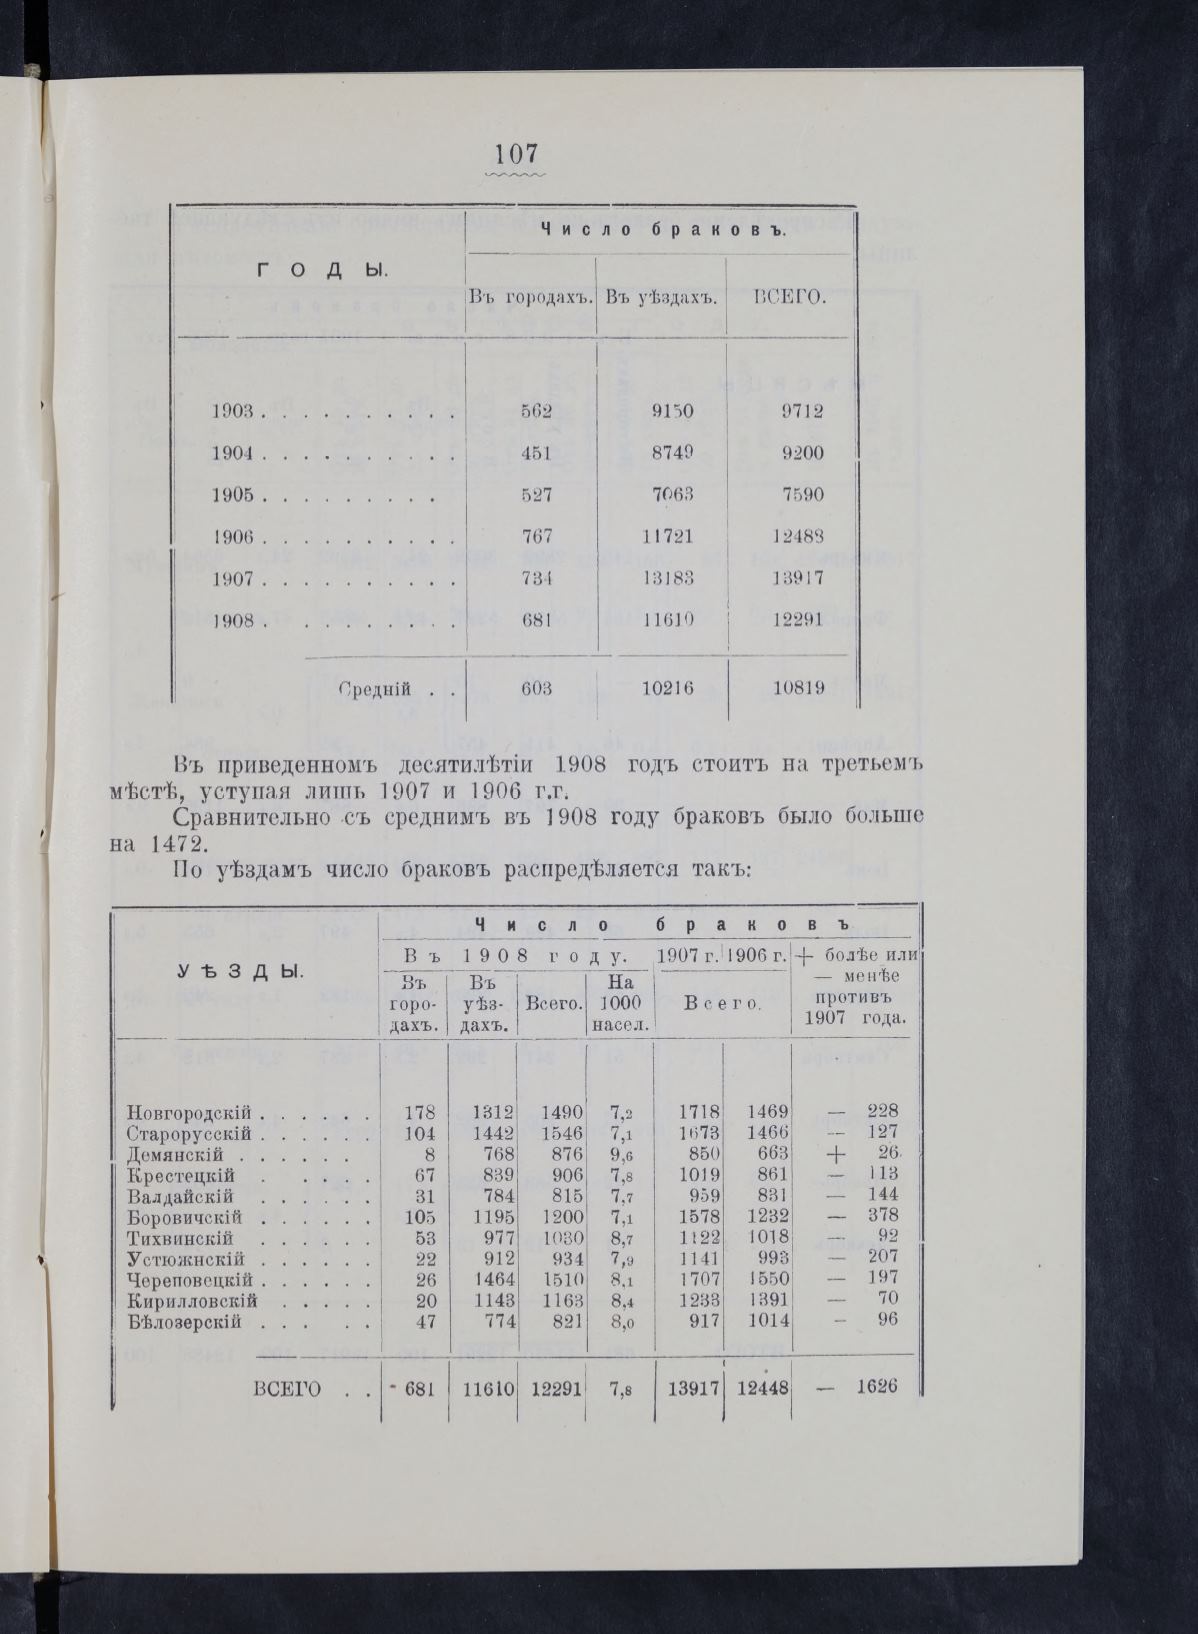 107
Число браковъ.
ГОДЫ.
Въ городахъ. Въ уѣздахъ. ВСЕГО.
1903 . . . . . . . . . . 562 9150 9712
1904 . . . . . . . . . . 451 8749 9200
1905 . . . . . . . . . 527 7063 7590
1906 . . . . . . . . . . 767 11721 12488
1907 . . . . . . . . . . 734 13183 13917
1908 . . . . . . . . . 681 11610 12291
Средній . . 603 10216 10819
Въ приведенномъ десятилѣтіи 1908 годъ стоитъ на третьемъ
мѣстѣ, уступая лишь 1907 и 1906 г.г.
Сравнительно съ среднимъ въ 1908 году браковъ было больше
на 1472.
По уѣздамъ число браковъ распредѣляется такъ:
Число браковъ
УѢЗДЫ.
Въ 1908 году. 1907 г. 1906 г. + болѣе или
— менѣе
противъ
1907 года.
Въ
горо-
дахъ.
Въ
уѣз-
дахъ.
Всего.
На
1000
насел.
Всего.
Новгородскій . . . . . . 178 1312 1490 7,2 1718 1469 — 228
Старорусскій . . . . . . 104 1442 1546 7,1 1673 1466 — 127
Демянскій . . . . . . 8 768 876 9,6 850 663 + 26
Крестецкій . . . . . 67 839 906 7,8 1019 861 — 113
Валдайскій . . . . . . 31 784 815 7,7 959 831 — 144
Боровичскій . . . . . . 105 1195 1200 7,1 1578 1232 — 378
Тихвинскій . . . . . . 53 977 1030 8,7 1122 1018 — 92
Устюжнскій . . . . . . 22 912 934 7,9 1141 993 — 207
Череповецкій . . . . . . 26 1464 1510 8,1 1707 1550 — 197
Кирилловскій . . . . . 20 1143 1163 8,4 1233 1391 — 70
Бѣлозерскій . . . . . 47 774 821 8,0 917 1014 — 96
ВСЕГО . . 681 11610 12291 7,8 13917 12448 — 1626